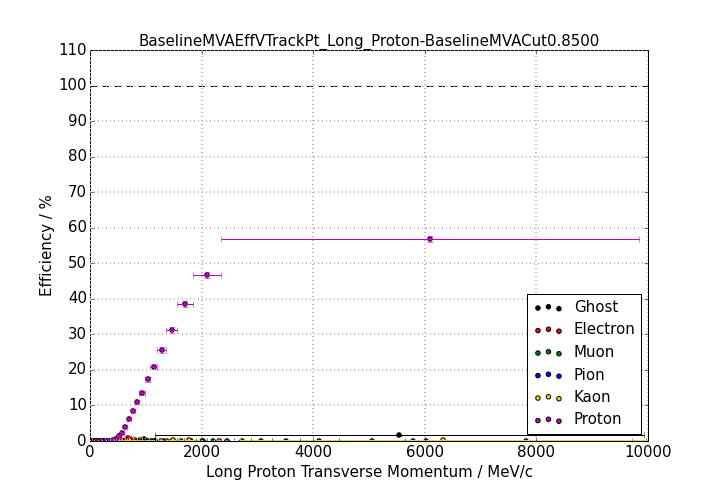 BaselineMVAEffVTrackPt_Long_Proton-BaselineMVACut0.8500
110
100
90
80
70
60
50
40
30
20
10
0
Efficiency / %
Ghost
Electron
Muon
Pion
Kaon
Proton
0 2000 4000 6000 8000 10000
Long Proton Transverse Momentum / MeV/c